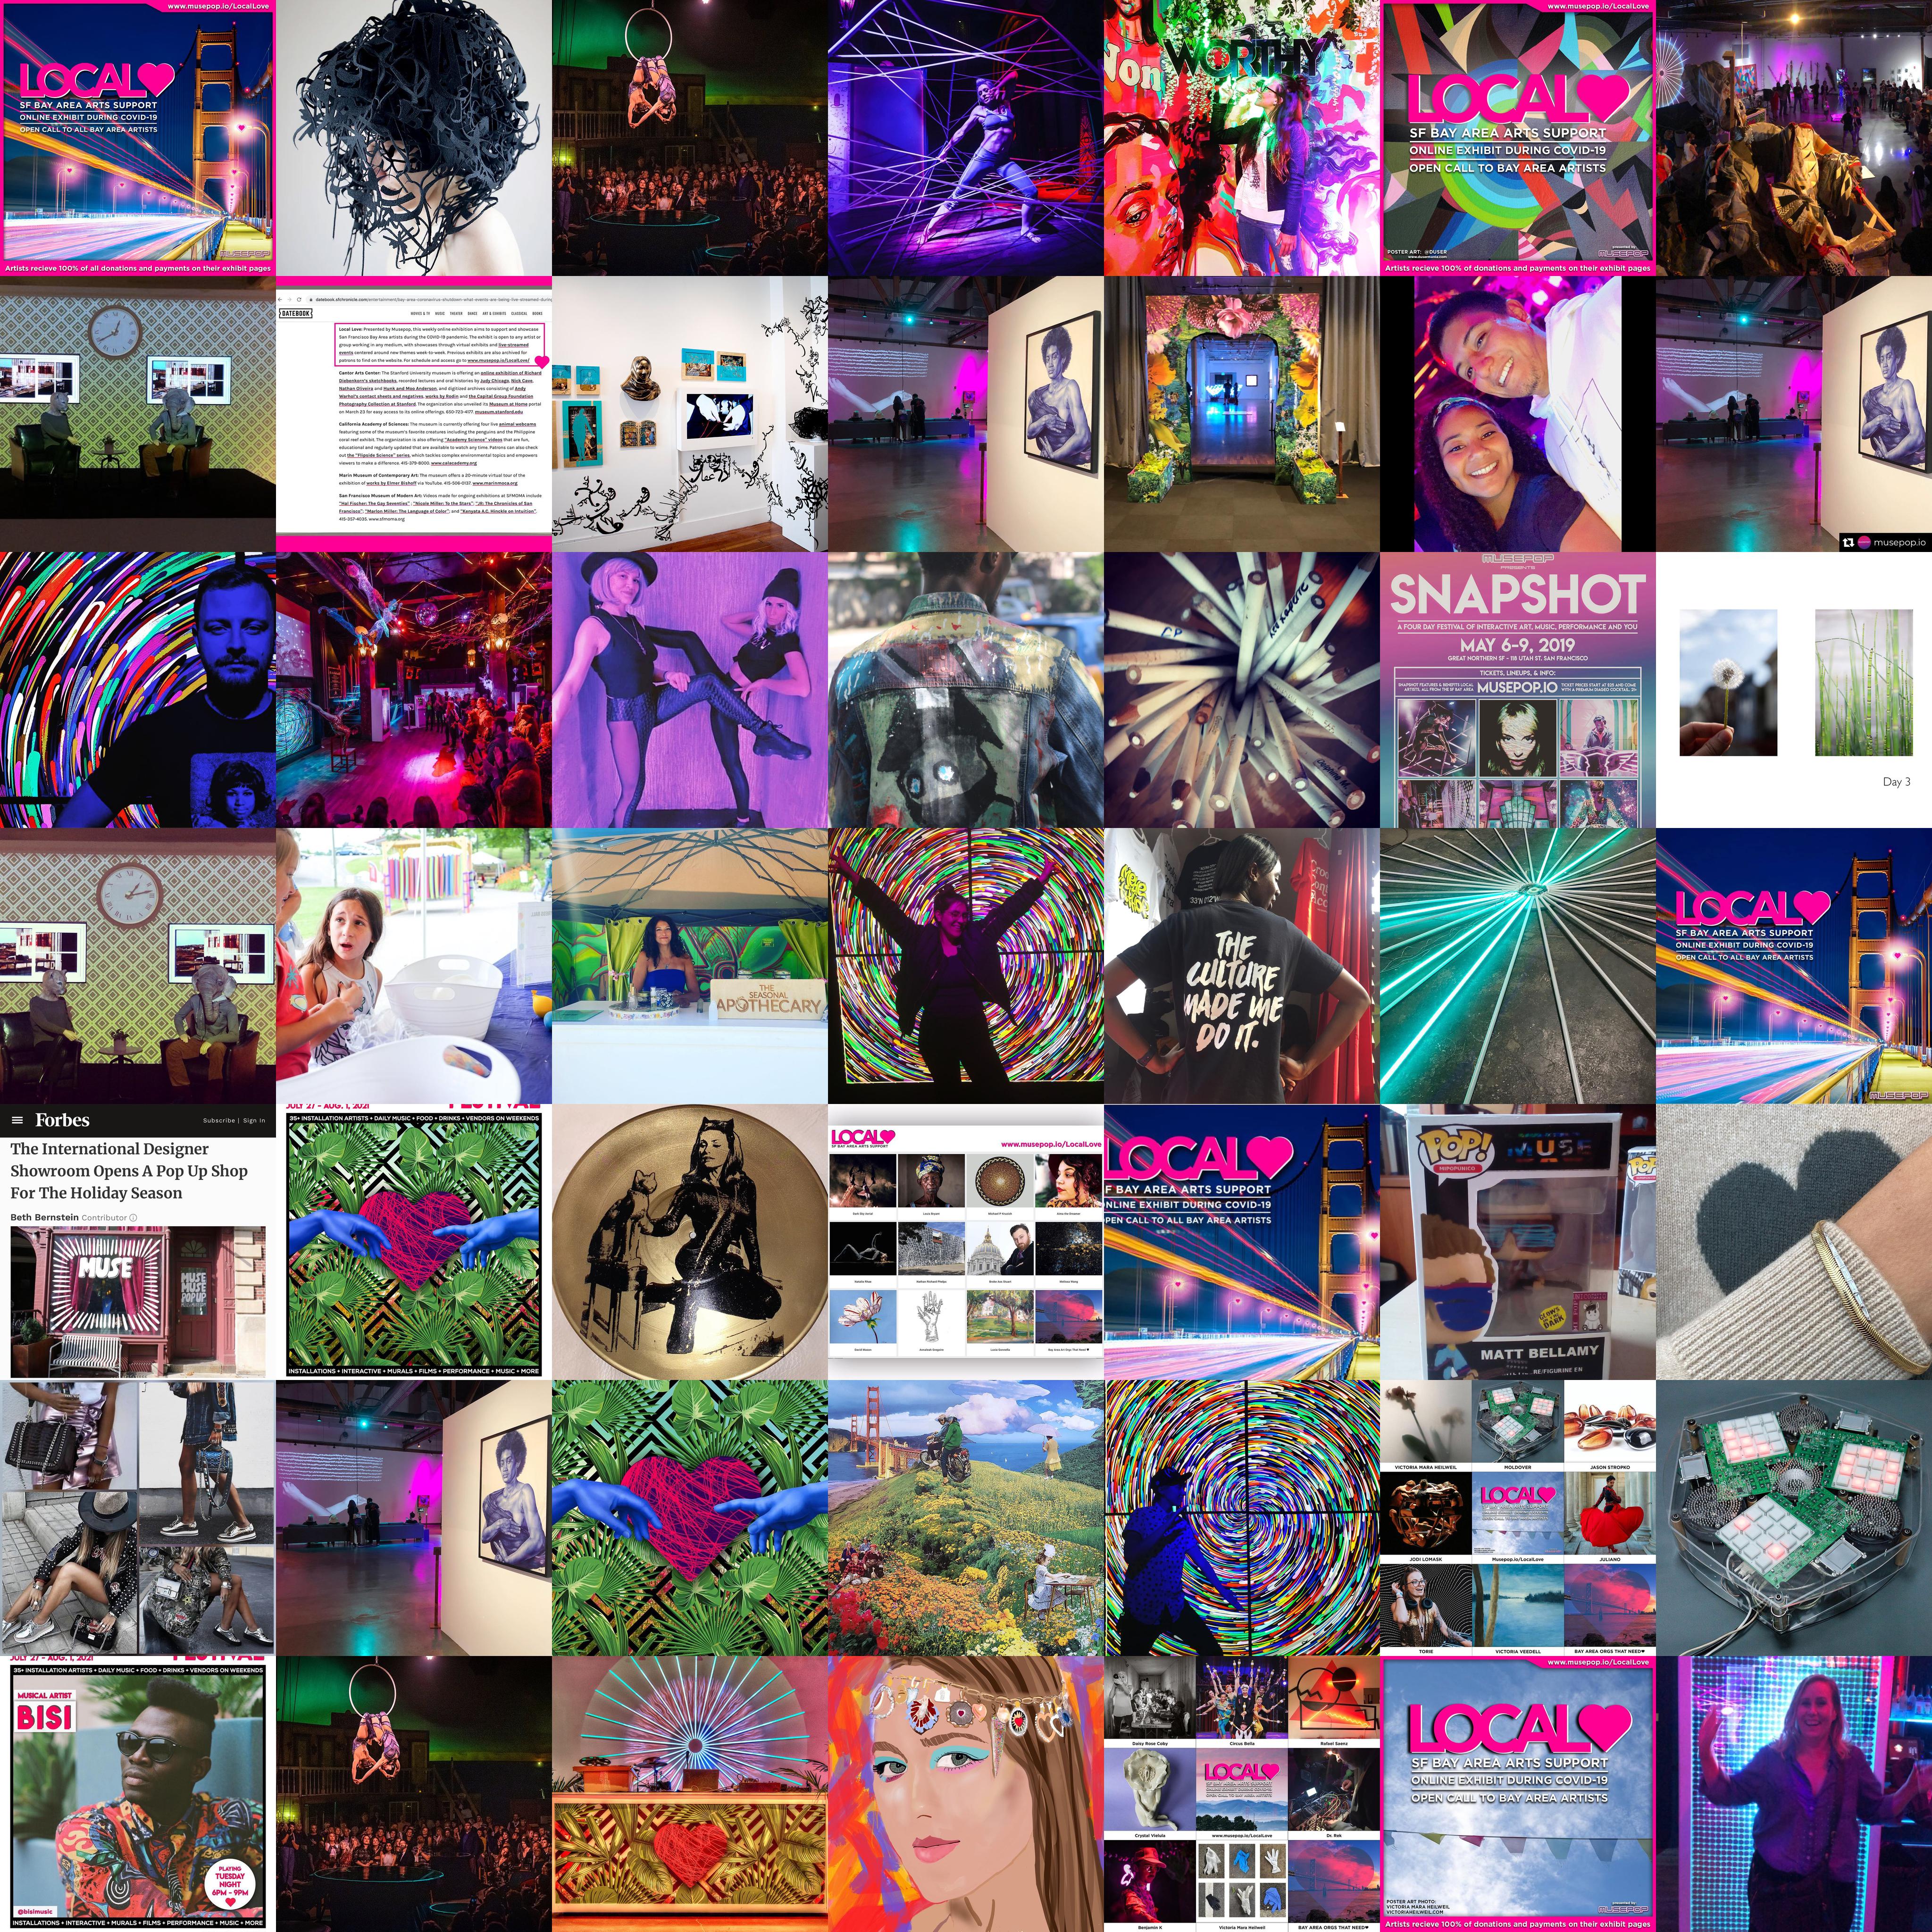 www.musepop.io/LocalLove
LOCAL
SF BAY AREA ARTS SUPPORT
ONLINE EXHIBIT DURING COVID-19
OPEN CALL TO ALL BAY AREA ARTISTS
MUSEPOP
Artists recieve 100% of all donations and payments on their exhibit pages
Non
WORTHY
www.musepop.io/LocalLove
LOCAL
SF BAY AREA ARTS SUPPORT
ONLINE EXHIBIT DURING COVID-19
OPEN CALL TO BAY AREA ARTISTS
POSTER ART: @DUSER
presented by
MUSEPOP
Artists recieve 100% of donations and payments on their exhibit pages
DATEBOOK
MOVIES & TV MUSIC THEATER DANCE ART & EXHIBITS CLASSICAL BOOKS
Local Love: Presented by Musepop, this weekly online exhibition aims to support and showcase
San Francisco Bay Area artists during the COVID-19 pandemic. The exhibit is open to any artist or
group working in any medium, with showcases through virtual exhibits and live-streamed
events centered around new themes week-to-week. Previous exhibits are also archived for
patrons to find on the website. For schedule and access go to www.musepop.io/LocalLove/
Cantor Arts Center: The Stanford University museum is offering an online exhibition of Richard
Diebenkorn's sketchbooks, recorded lectures and oral histories by Judy Chicago, Nick Cave,
Nathan Oliveira and Hunk and Moo Anderson, and digitized archives consisting of Andy
Warhol's contact sheets and negatives, works by Rodin and the Capital Group Foundation
Photography Collection at Stanford. The organization also unveiled its Museum at Home portal
on March 23 for easy access to its online offerings. 650-723-4177. museum.stanford.edu
California Academy of Sciences: The museum is currently offering four live animal webcams
featuring some of the museum's favorite creatures including the penguins and the Philippine
coral reef exhibit. The organization is also offering "Academy Science" videos that are fun,
educational and regularly updated that are available to watch any time. Patrons can also check
out the "Flipside Science" series, which tackles complex environmental topics and empowers
viewers to make a difference. 415-379-8000. www.calacademy.org
Marin Museum of Contemporary Art: The museum offers a 20-minute virtual tour of the
exhibition of works by Elmer Bishoff via YouTube. 415-506-0137. www.marinmoca.org
San Francisco Museum of Modern Art: Videos made for ongoing exhibitions at SFMOMA include
"Hal Fischer: The Gay Seventies"; "Nicole Miller: To the Stars"; "JR: The Chronicles of San
Francisco"; "Marlon Miller: The Language of Color"; and "Kenyata A.C. Hinckle on Intuition".
415-357-4035. www.sfmoma.org
musepop.io
MUSEPOP
PRESENTS
SNAPSHOT
A FOUR DAY FESTIVAL OF INTERACTIVE ART, MUSIC, PERFORMANCE AND YOU
MAY 6-9, 2019
GREAT NORTHERN SF - 118 UTAH ST, SAN FRANCISCO
TICKETS, LINEUPS, & INFO:
MUSEPOP.IO
Day 3
THE
SEASONAL
APOTHECARY
THE
CULTURE
MADE ME
DO IT.
LOCAL
SF BAY AREA ARTS SUPPORT
ONLINE EXHIBIT DURING COVID-19
OPEN CALL TO ALL BAY AREA ARTISTS
MUSEPOP
Forbes
Subscribe | Sign In
The International Designer
Showroom Opens A Pop Up Shop
For The Holiday Season
Beth Bernstein Contributor
MUSE
MUSE
MUSE
POP UP
JULY 27 - AUG. 1, 2021 FESTIVAL
35+ INSTALLATION ARTISTS + DAILY MUSIC + FOOD + DRINKS + VENDORS ON WEEKENDS
INSTALLATIONS + INTERACTIVE + MURALS + FILMS + PERFORMANCE + MUSIC + MORE
LOCAL
SF BAY AREA ARTS SUPPORT
www.musepop.io/LocalLove
LOCAL
F BAY AREA ARTS SUPPORT
NLINE EXHIBIT DURING COVID-19
PEN CALL TO ALL BAY AREA ARTISTS
POP!
HIPOPUNICO
MUSE
GLOWS
DARK
MATT BELLAMY
RE/FIGURINE EN
VICTORIA MARA HEILWEIL
MOLDOVER
JASON STROPKO
LOCAL
JODI LOMASK
Musepop.io/LocalLove
JULIANO
TORIE
VICTORIA VEEDELL
BAY AREA ORGS THAT NEED
JULY 27 - AUG. 1, 2021 FESTIVAL
35+ INSTALLATION ARTISTS + DAILY MUSIC + FOOD + DRINKS + VENDORS ON WEEKENDS
MUSICAL ARTIST
BISI
PLAYING
TUESDAY
NIGHT
6PM - 9PM
@bisimusic
INSTALLATIONS + INTERACTIVE + MURALS + FILMS + PERFORMANCE + MUSIC + MORE
Daisy Rose Coby
Circus Bella
Rafael Saenz
LOCAL
Crystal Vielula
www.musepop.io/LocalLove
Dr. Rek
Benjamin K
Victoria Mara Heilweil
BAY AREA ORGS THAT NEED
www.musepop.io/LocalLove
LOCAL
SF BAY AREA ARTS SUPPORT
ONLINE EXHIBIT DURING COVID-19
OPEN CALL TO BAY AREA ARTISTS
POSTER ART PHOTO:
VICTORIA MARA HEILWEIL
VICTORIAHEILWEIL.COM
presented by
MUSEPOP
Artists recieve 100% of donations and payments on their exhibit pages